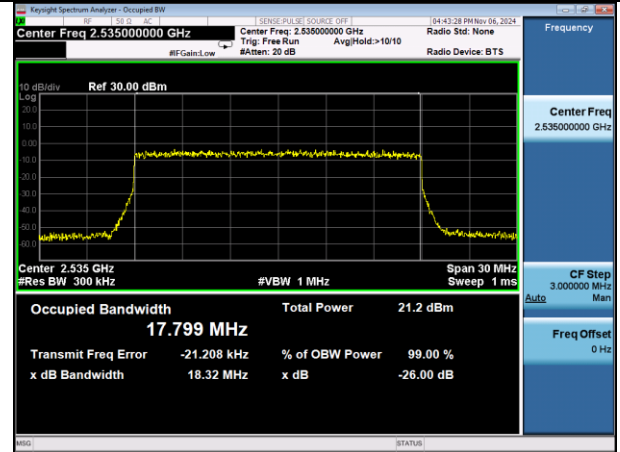 Keysight Spectrum Analyzer - Occupied BW
RF 50 Ω AC SENSE:PULSE SOURCE OFF 04:43:28 PM Nov 06, 2024
Center Freq 2.535000000 GHz Center Freq: 2.535000000 GHz Radio Std: None Frequency
Trig: Free Run Avg|Hold:>10/10
#IFGain:Low #Atten: 20 dB Radio Device: BTS
10 dB/div Ref 30.00 dBm
Log
20.0
10.0
0.00
-10.0
-20.0
-30.0
-40.0
-50.0
-60.0
Center Freq
2.535000000 GHz
Center 2.535 GHz Span 30 MHz
#Res BW 300 kHz #VBW 1 MHz Sweep 1 ms
CF Step
3.000000 MHz
Auto Man
Occupied Bandwidth Total Power 21.2 dBm
17.799 MHz
Freq Offset
0 Hz
Transmit Freq Error -21.208 kHz % of OBW Power 99.00 %
x dB Bandwidth 18.32 MHz x dB -26.00 dB
MSG STATUS